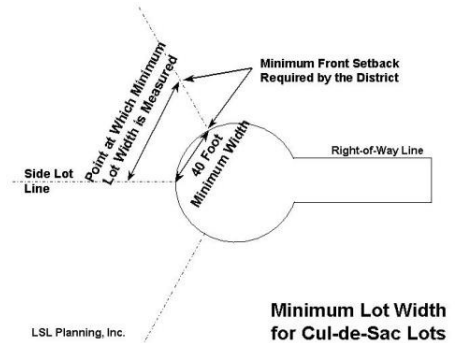 Point at Which Minimum
Lot Width is Measured
Minimum Front Setback
Required by the District
40 Foot
Minimum Width
Right-of-Way Line
Side Lot
Line
LSL Planning, Inc.
Minimum Lot Width
for Cul-de-Sac Lots